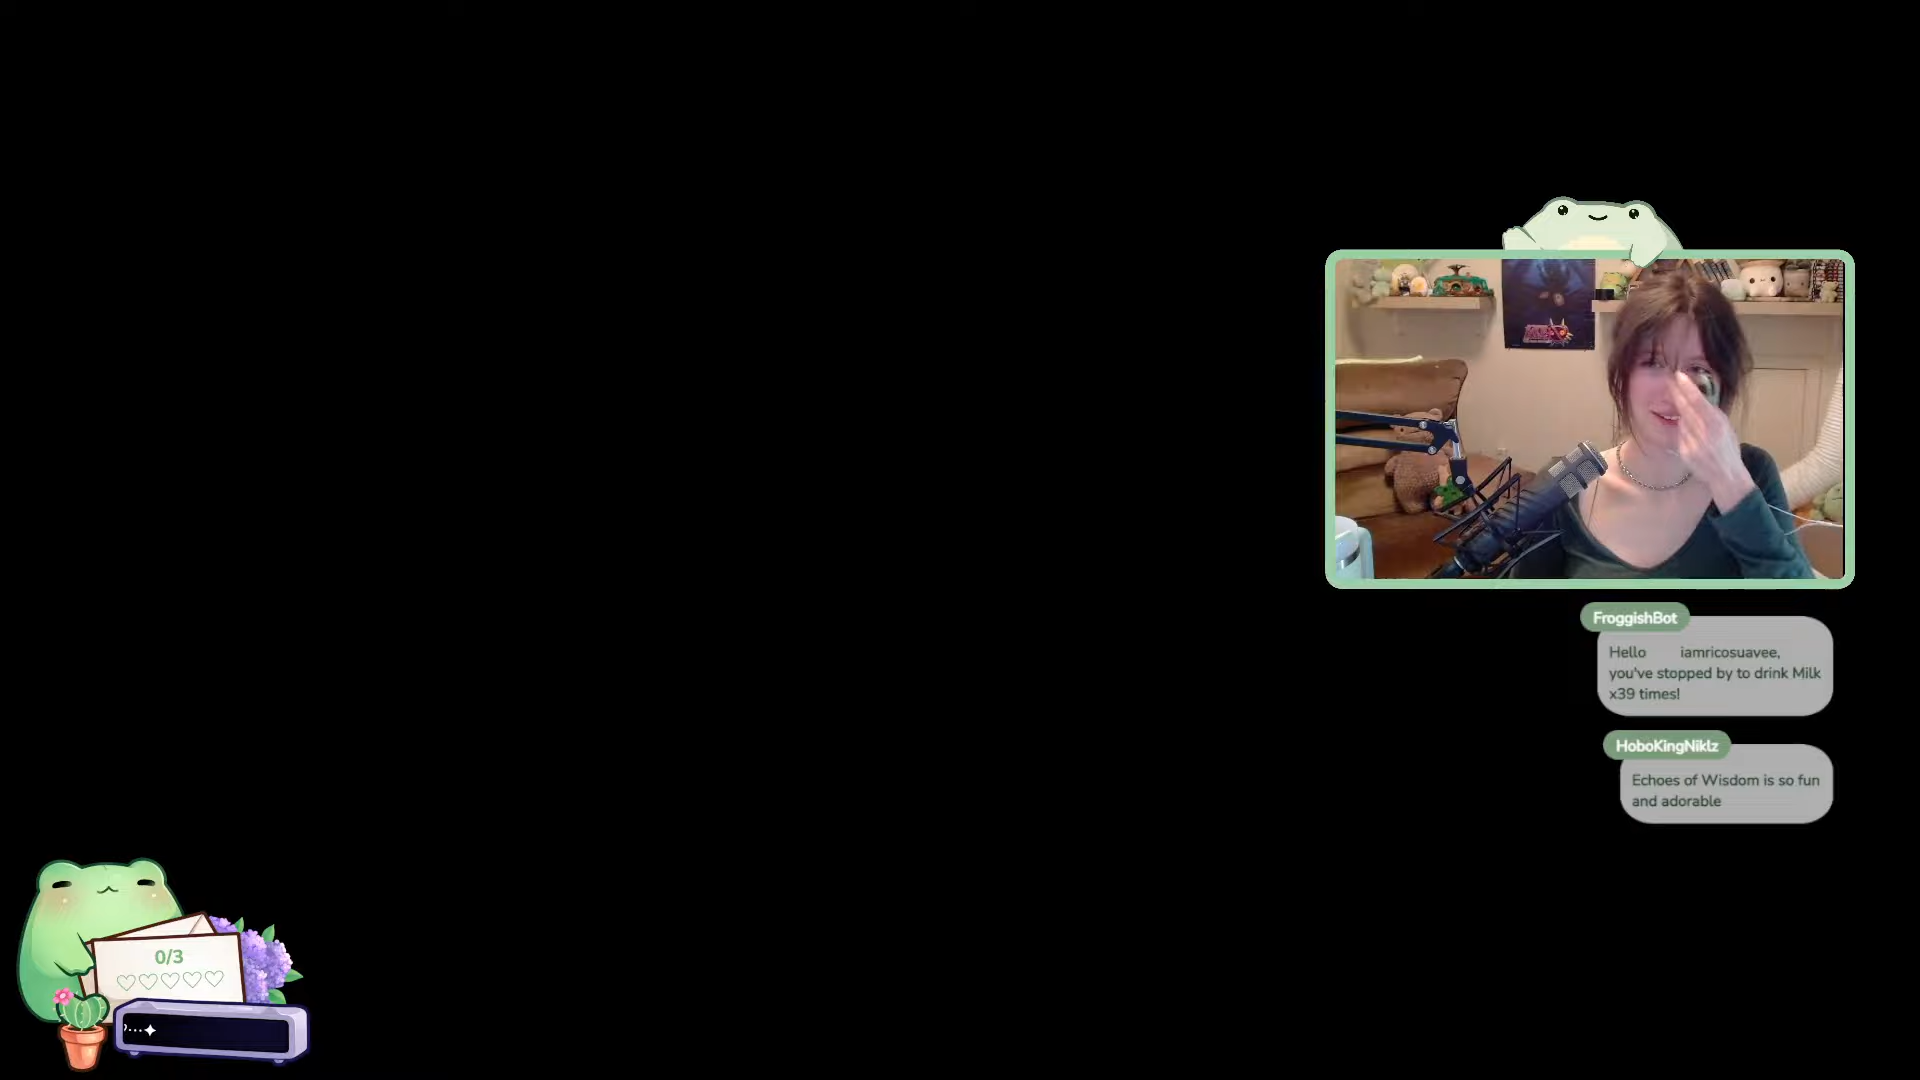 FroggishBot
Hello iamricosuavee,
you've stopped by to drink Milk
x39 times!
HoboKingNiklz
Echoes of Wisdom is so fun
and adorable
0/3